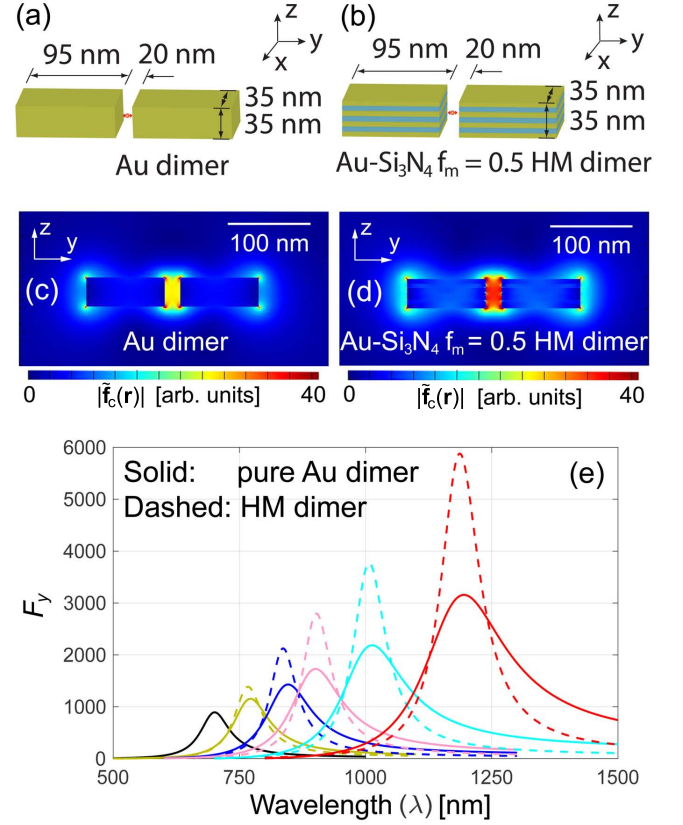 (a)
z
y
x
95 nm
20 nm
35 nm
35 nm
Au dimer
(b)
z
y
x
95 nm
20 nm
35 nm
35 nm
Au-Si₃N₄ fₘ = 0.5 HM dimer
z
y
100 nm
(c)
Au dimer
0
|f̃c(r)| [arb. units]
40
z
y
100 nm
(d)
Au-Si₃N₄ fₘ = 0.5 HM dimer
0
|f̃c(r)| [arb. units]
40
6000
5000
4000
3000
2000
1000
0
Fy
Solid: pure Au dimer
Dashed: HM dimer
(e)
500
750
1000
1250
1500
Wavelength (λ) [nm]